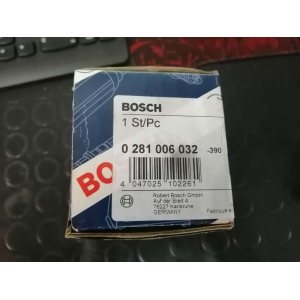 BOSCH
1 St/Pc
0 281 006 032 -390
4 047025 102261
Robert Bosch GmbH
Auf der Breit 4
76227 Karlsruhe
GERMANY
BO